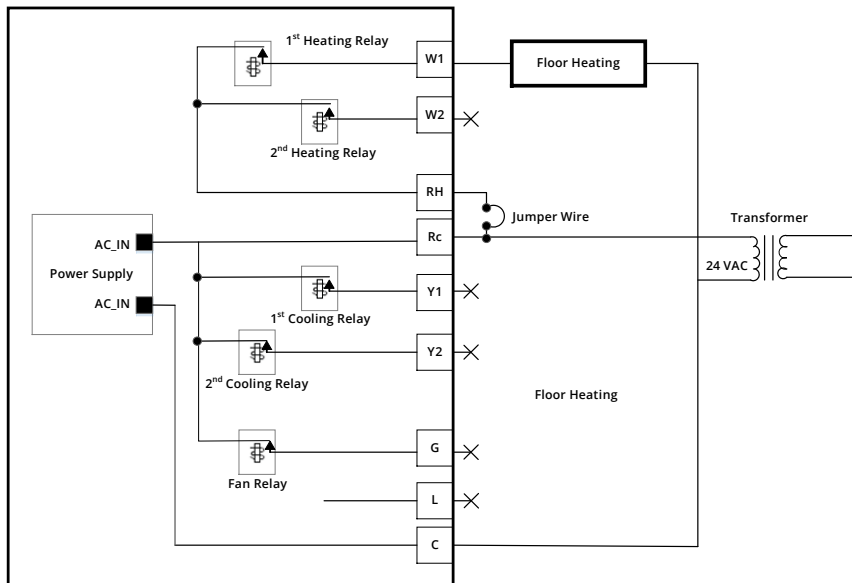 1st Heating Relay
W1
Floor Heating
W2
2nd Heating Relay
RH
Jumper Wire
Rc
Transformer
AC_IN
Power Supply
24 VAC
AC_IN
Y1
1st Cooling Relay
Y2
2nd Cooling Relay
Floor Heating
G
Fan Relay
L
C